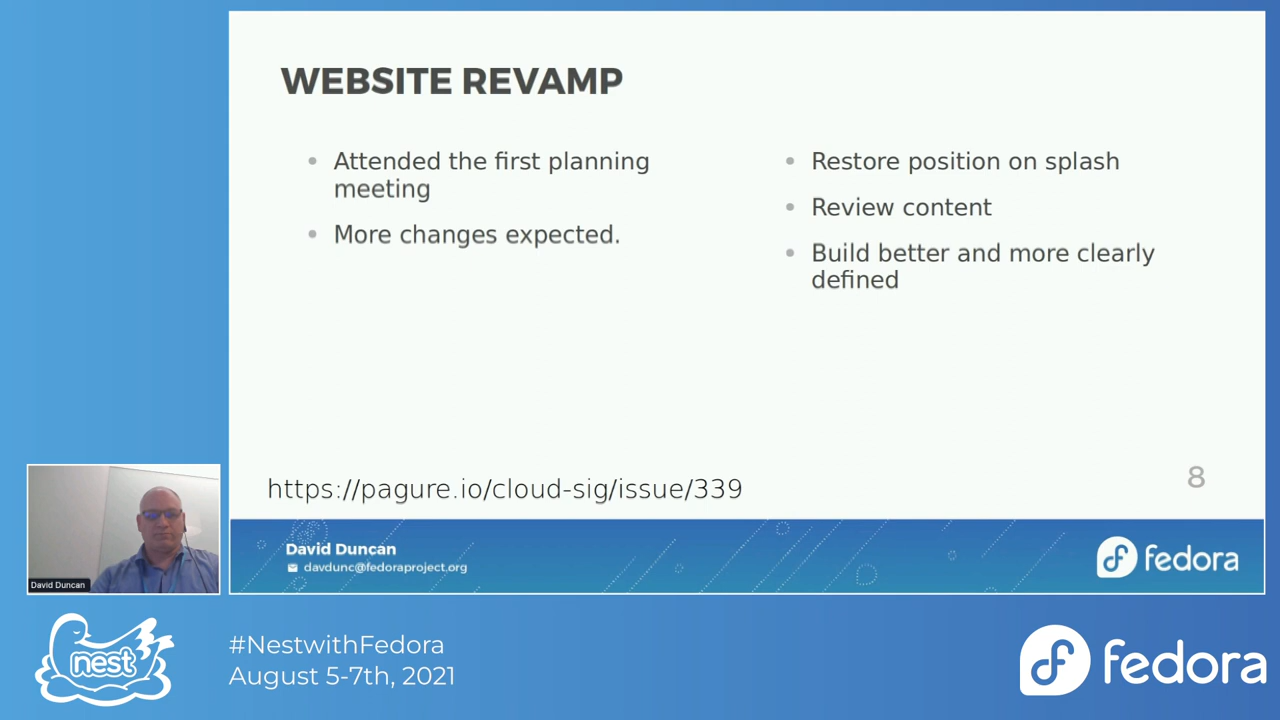 WEBSITE REVAMP
Attended the first planning
meeting
More changes expected.
Restore position on splash
Review content
Build better and more clearly
defined
https://pagure.io/cloud-sig/issue/339
8
David Duncan
davdunc@fedoraproject.org
fedora
David Duncan
nest
#NestwithFedora
August 5-7th, 2021
fedora